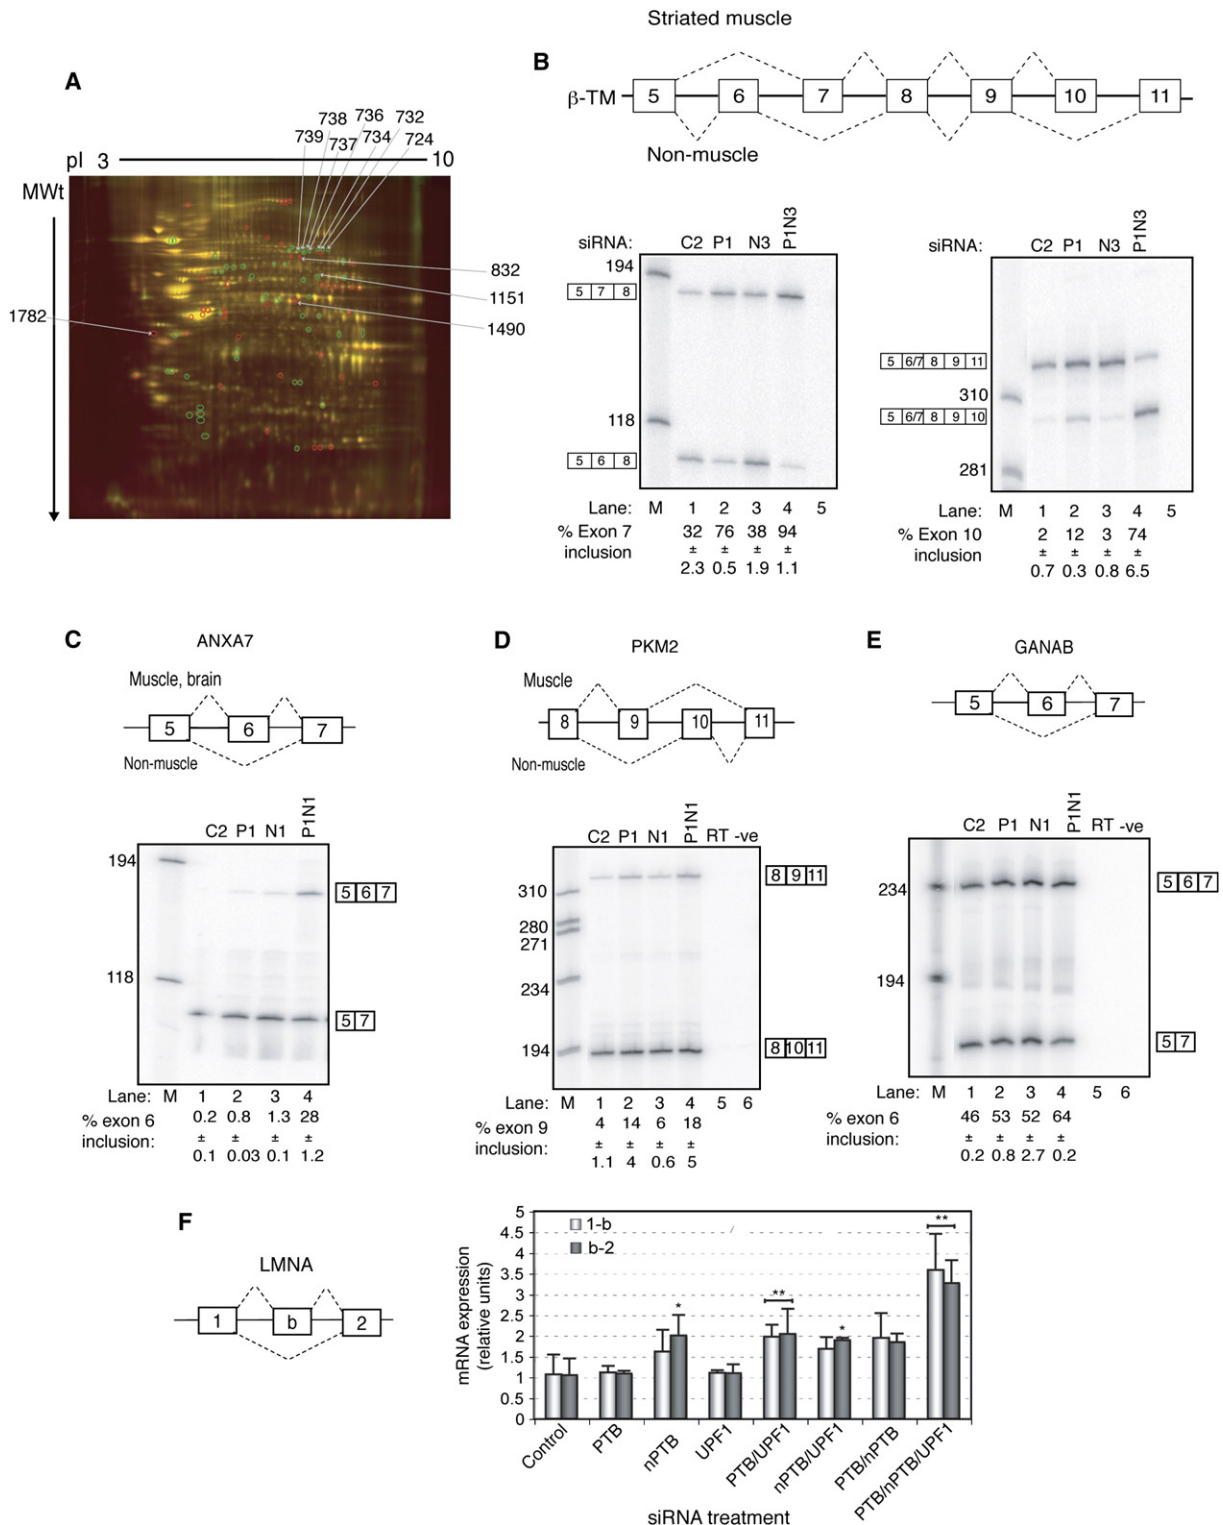 A
738 736 732
739 737 734 724
pI 3 10
MWt
832
1151
1490
1782
B
Striated muscle
β-TM 5 6 7 8 9 10 11
Non-muscle
siRNA: C2 P1 N3 P1N3
194
5 7 8
118
5 6 8
Lane: M 1 2 3 4 5
% Exon 7 32 76 38 94
inclusion ± ± ± ±
2.3 0.5 1.9 1.1
siRNA: C2 P1 N3 P1N3
5 6/7 8 9 11
310
5 6/7 8 9 10
281
Lane: M 1 2 3 4 5
% Exon 10 2 12 3 74
inclusion ± ± ± ±
0.7 0.3 0.8 6.5
C
ANXA7
Muscle, brain
5 6 7
Non-muscle
C2 P1 N1 P1N1
194
5 6 7
118
5 7
Lane: M 1 2 3 4
% exon 6 0.2 0.8 1.3 28
inclusion: ± ± ± ±
0.1 0.03 0.1 1.2
D
PKM2
Muscle
8 9 10 11
Non-muscle
C2 P1 N1 P1N1 RT -ve
8 9 11
310
280
271
234
194
8 10 11
Lane: M 1 2 3 4 5 6
% exon 9 4 14 6 18
inclusion: ± ± ± ±
1.1 4 0.6 5
E
GANAB
5 6 7
C2 P1 N1 P1N1 RT -ve
234
5 6 7
194
5 7
Lane: M 1 2 3 4 5 6
% exon 6 46 53 52 64
inclusion: ± ± ± ±
0.2 0.8 2.7 0.2
F
LMNA
1 b 2
mRNA expression
(relative units)
5
4.5
4
3.5
3
2.5
2
1.5
1
0.5
0
1-b
b-2
* ** * **
Control PTB nPTB UPF1 PTB/UPF1 nPTB/UPF1 PTB/nPTB PTB/nPTB/UPF1
siRNA treatment